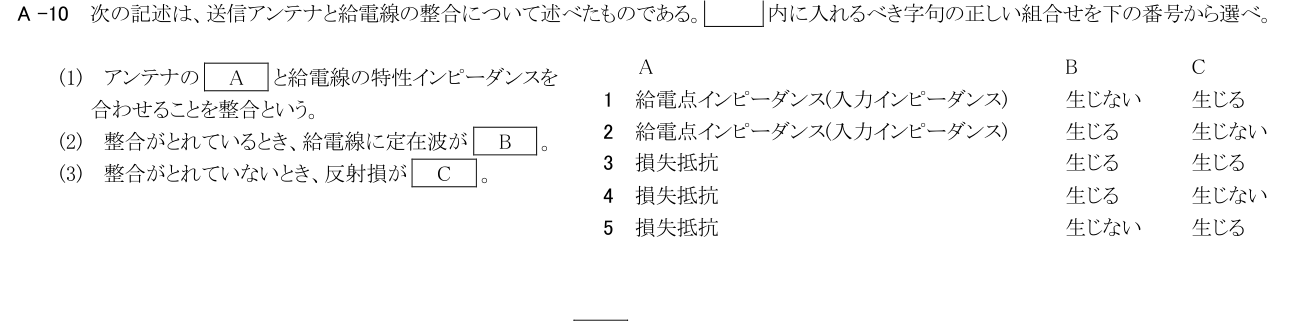 A －10　次の記述は、送信アンテナと給電線の整合について述べたものである。　　内に入れるべき字句の正しい組合せを下の番号から選べ。
(1)　アンテナの A と給電線の特性インピーダンスを
合わせることを整合という。
(2)　整合がとれているとき、給電線に定在波が B 。
(3)　整合がとれていないとき、反射損が C 。
A　B　C
1　給電点インピーダンス(入力インピーダンス)　生じない　生じる
2　給電点インピーダンス(入力インピーダンス)　生じる　生じない
3　損失抵抗　生じる　生じる
4　損失抵抗　生じる　生じない
5　損失抵抗　生じない　生じる